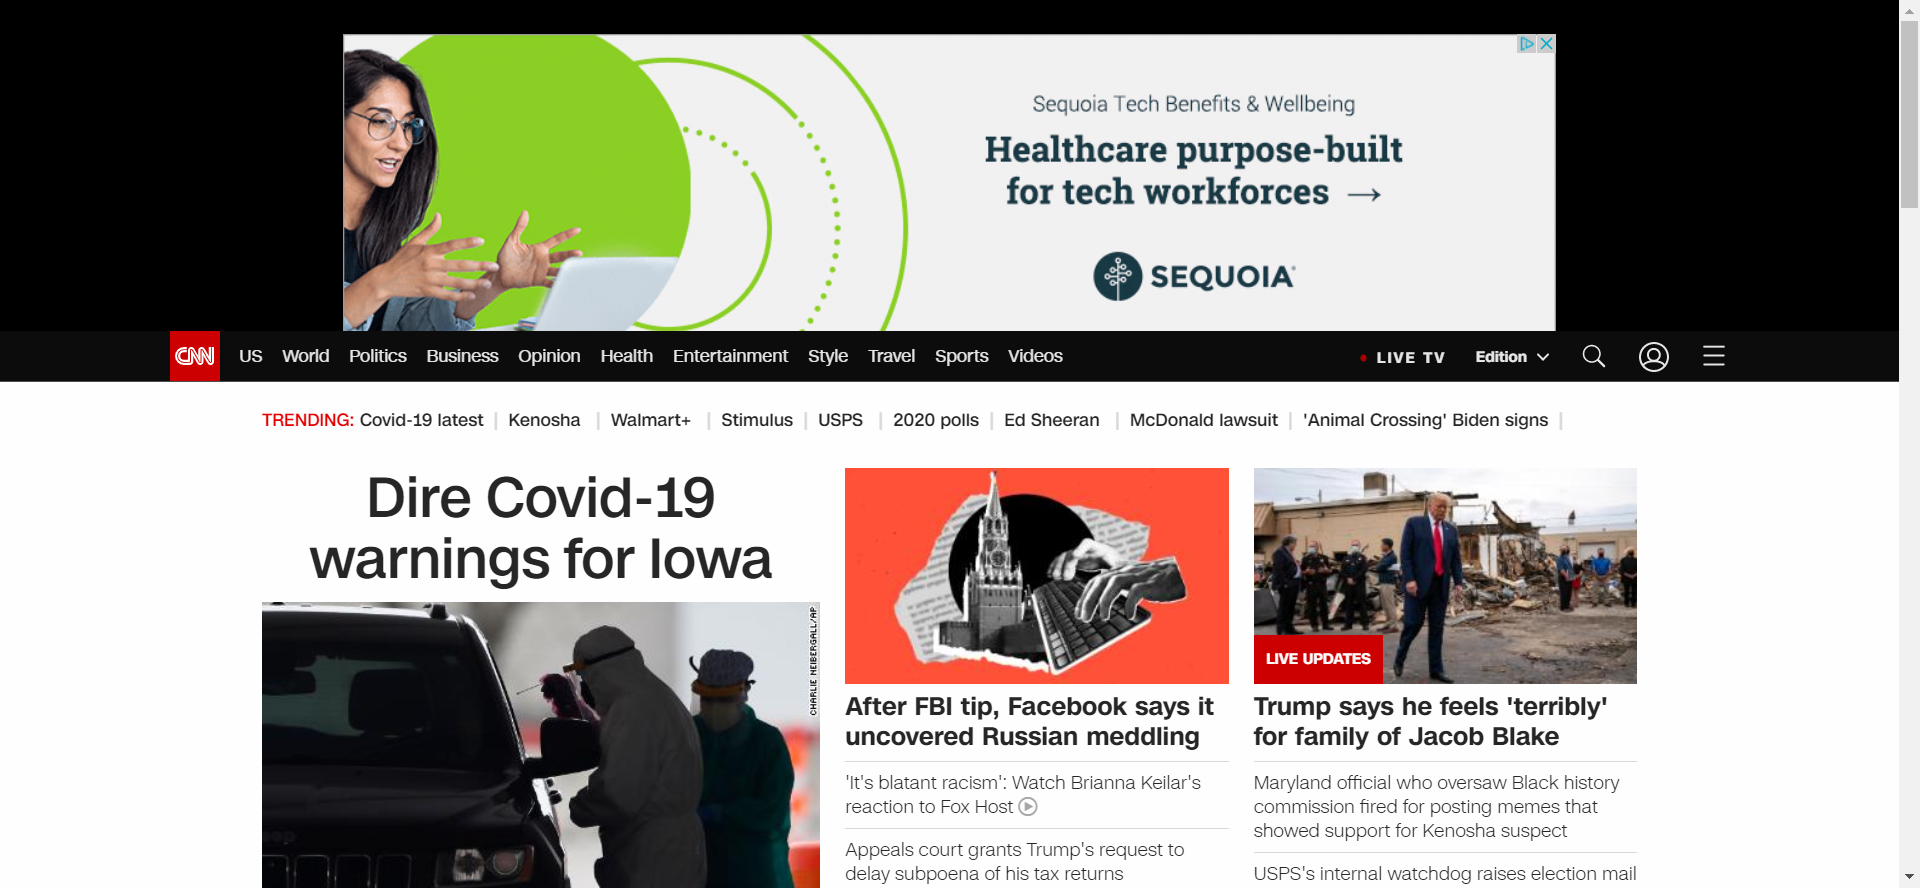 Sequoia Tech Benefits & Wellbeing
Healthcare purpose-built
for tech workforces →
SEQUOIA
CNN US World Politics Business Opinion Health Entertainment Style Travel Sports Videos LIVE TV Edition
TRENDING: Covid-19 latest | Kenosha | Walmart+ | Stimulus | USPS | 2020 polls | Ed Sheeran | McDonald lawsuit | 'Animal Crossing' Biden signs |
Dire Covid-19
warnings for Iowa
CHARLIE NEIBERGALL/AP
Jeep
After FBI tip, Facebook says it
uncovered Russian meddling
'It's blatant racism': Watch Brianna Keilar's
reaction to Fox Host
Appeals court grants Trump's request to
delay subpoena of his tax returns
LIVE UPDATES
Trump says he feels 'terribly'
for family of Jacob Blake
Maryland official who oversaw Black history
commission fired for posting memes that
showed support for Kenosha suspect
USPS's internal watchdog raises election mail